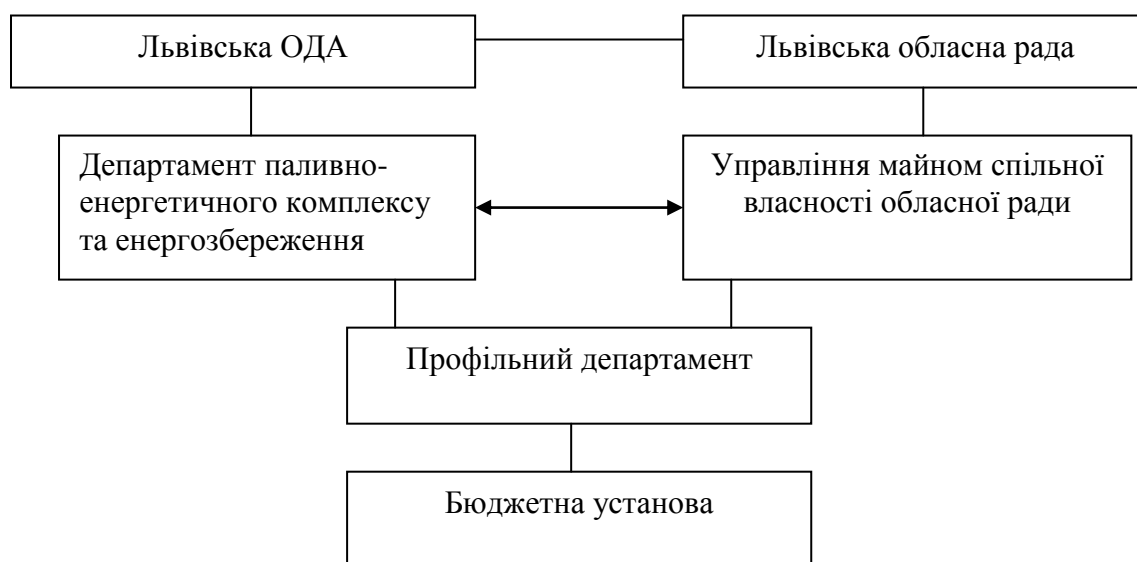 Львівська ОДА
Львівська обласна рада
Департамент паливно-
енергетичного комплексу
та енергозбереження
Управління майном спільної
власності обласної ради
Профільний департамент
Бюджетна установа